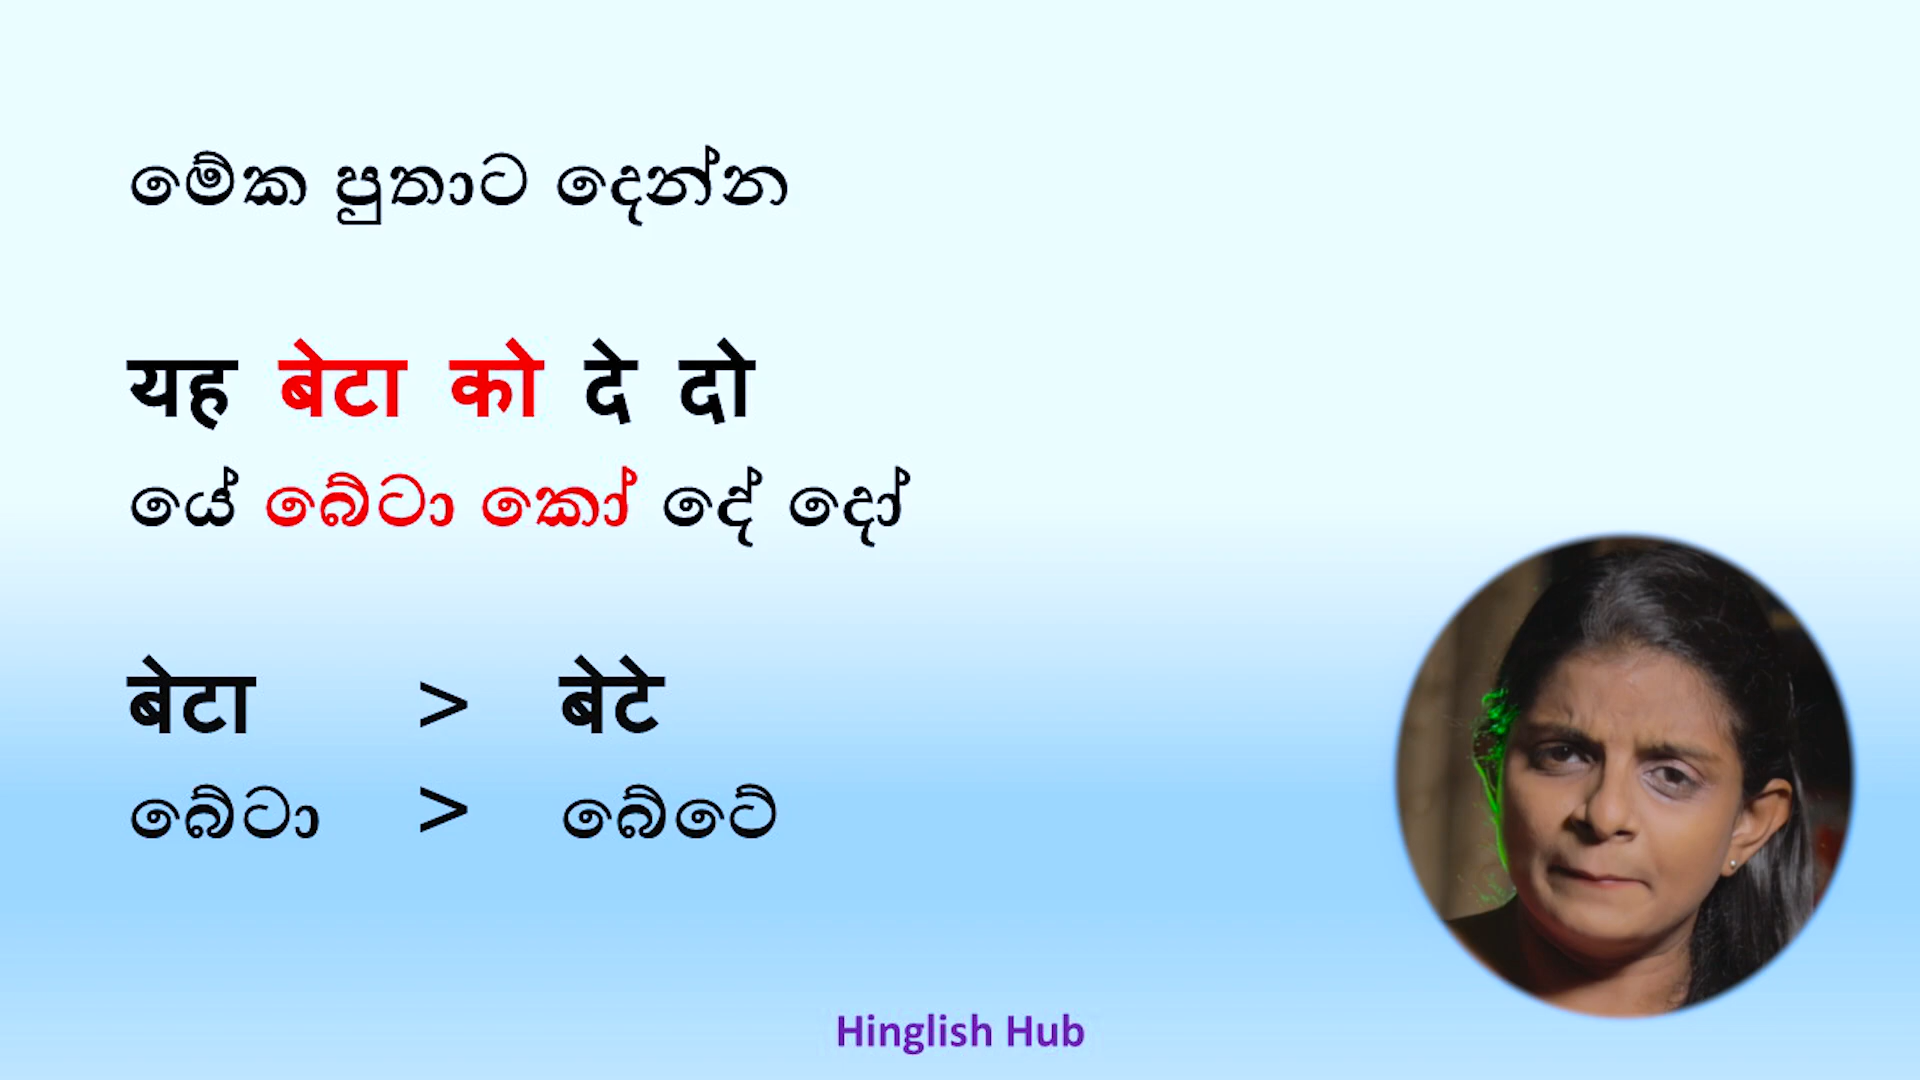 මේක පුතාට දෙන්න
यह बेटा को दे दो
යේ බේටා කෝ දේ දෝ
बेटा > बेटे
බේටා > බේටේ
Hinglish Hub